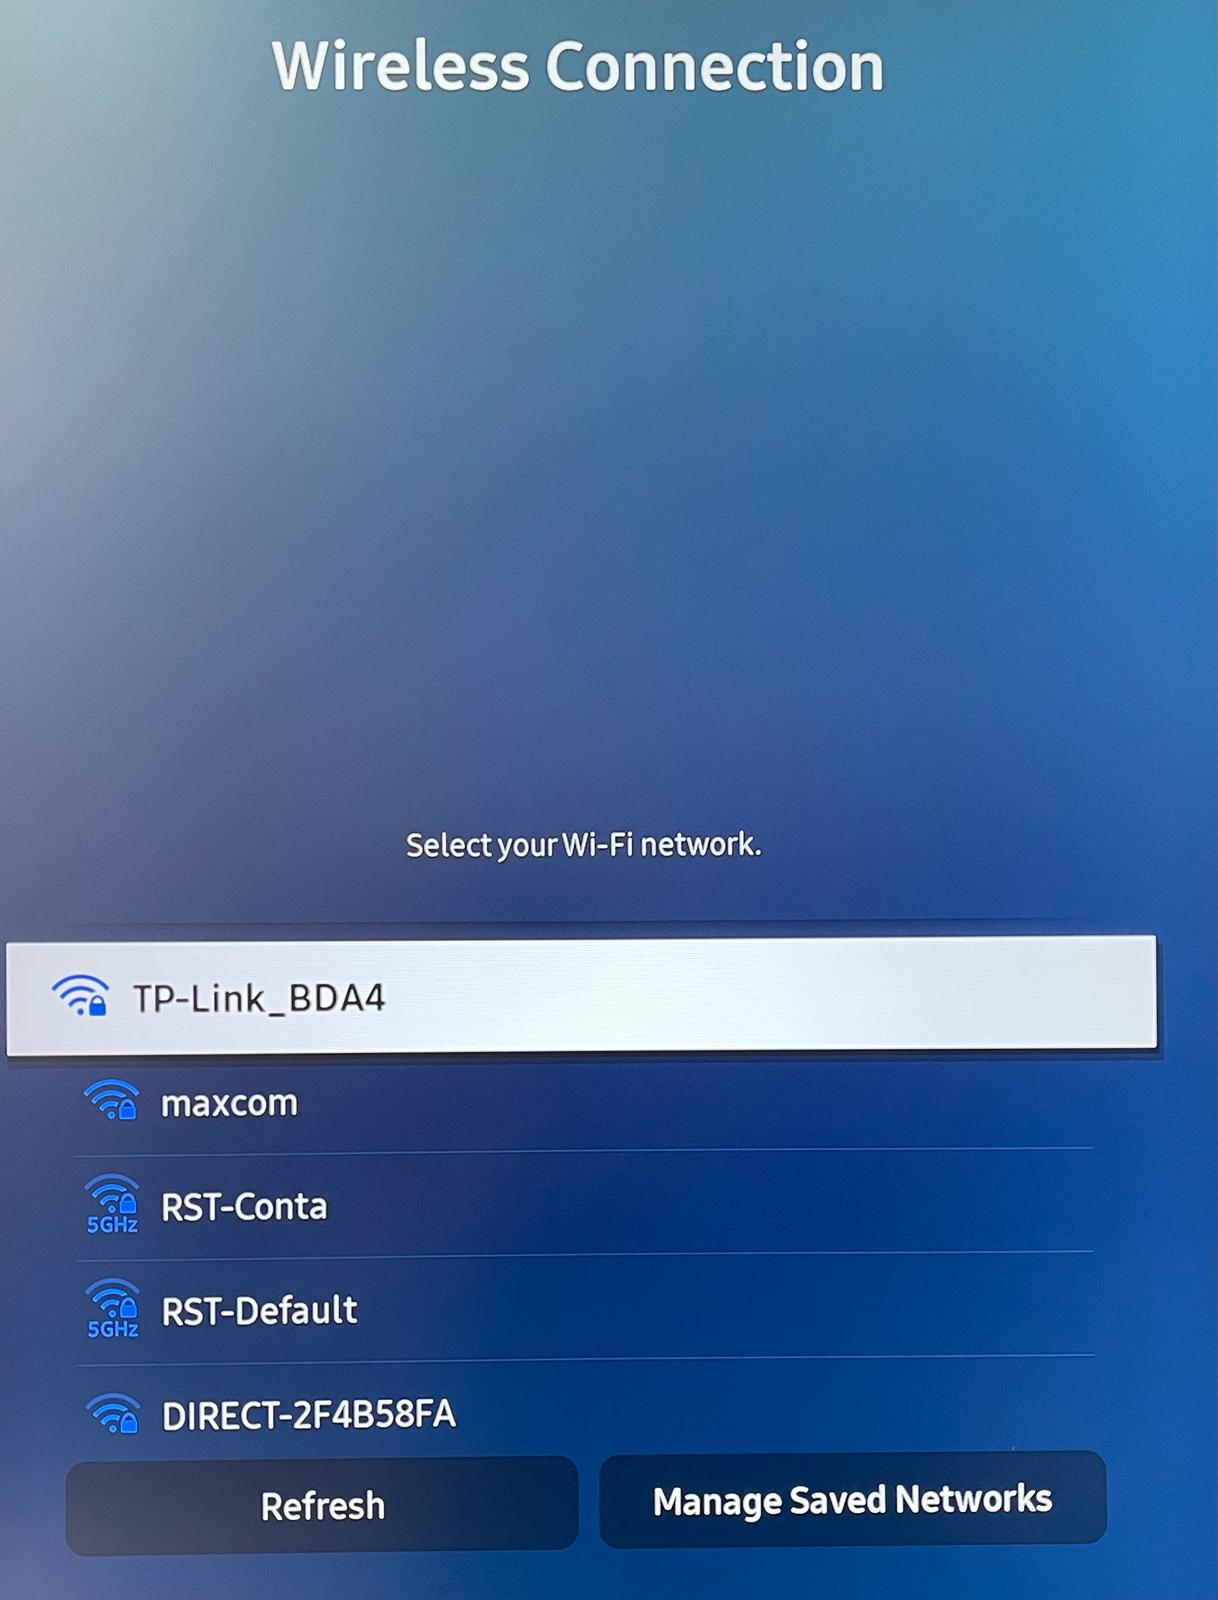 Wireless Connection
Select your Wi-Fi network.
TP-Link_BDA4
maxcom
5GHz RST-Conta
5GHz RST-Default
DIRECT-2F4B58FA
Refresh
Manage Saved Networks